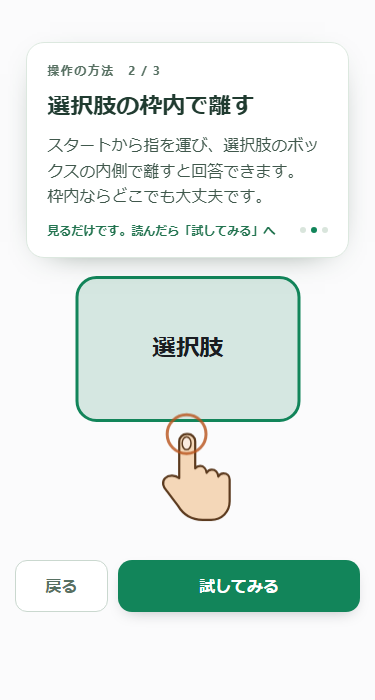 操作の方法 2 / 3
選択肢の枠内で離す
スタートから指を運び、選択肢のボッ
クスの内側で離すと回答できます。
枠内ならどこでも大丈夫です。
見るだけです。読んだら「試してみる」へ
選択肢
戻る
試してみる